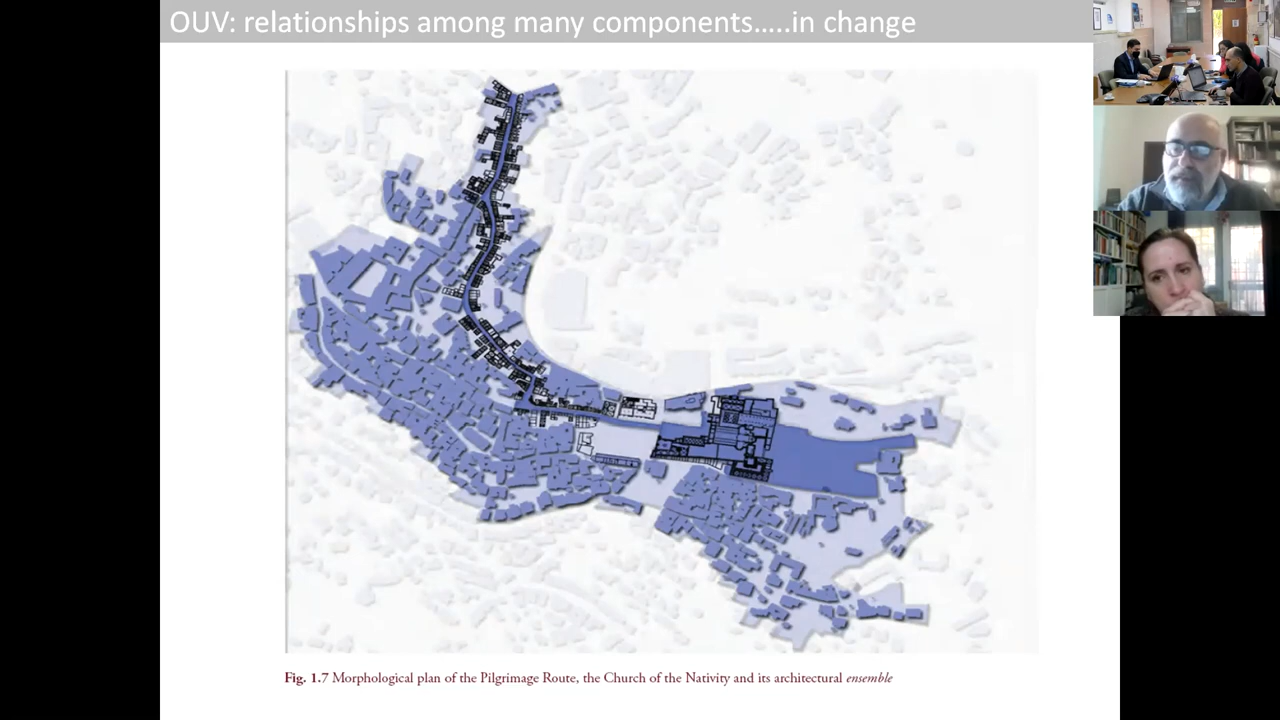 OUV: relationships among many components…..in change
Fig. 1.7 Morphological plan of the Pilgrimage Route, the Church of the Nativity and its architectural ensemble